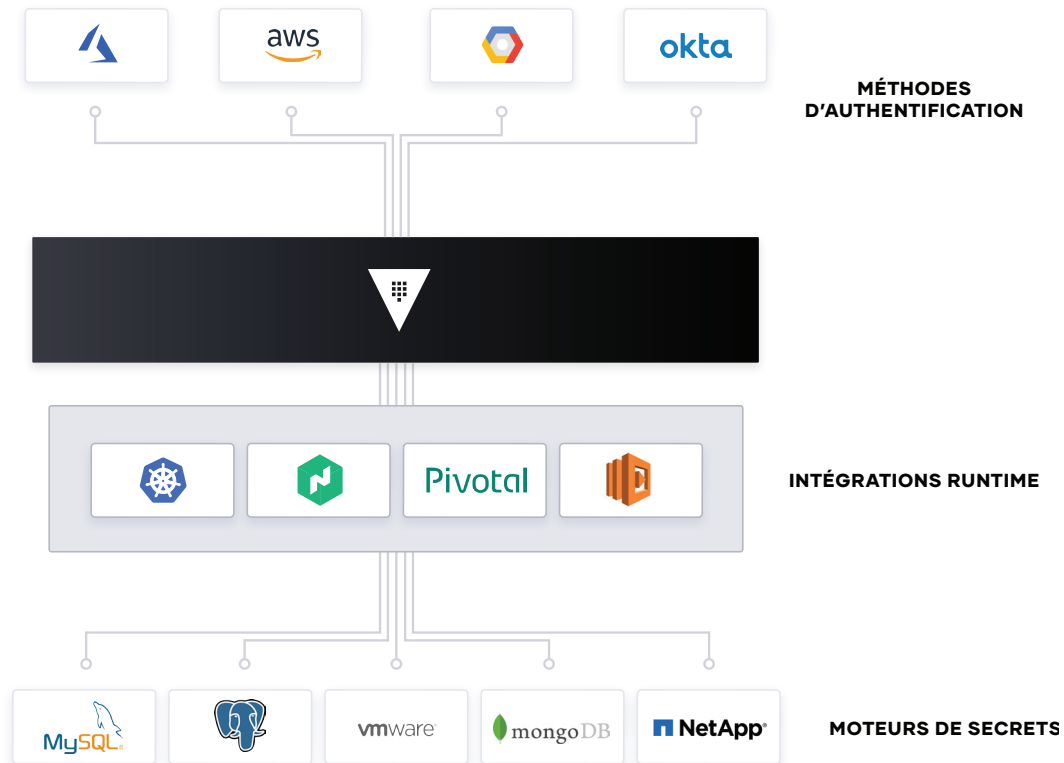 aws
okta
MÉTHODES
D'AUTHENTIFICATION
Pivotal
INTÉGRATIONS RUNTIME
MySQL
vmware
mongoDB
NetApp
MOTEURS DE SECRETS